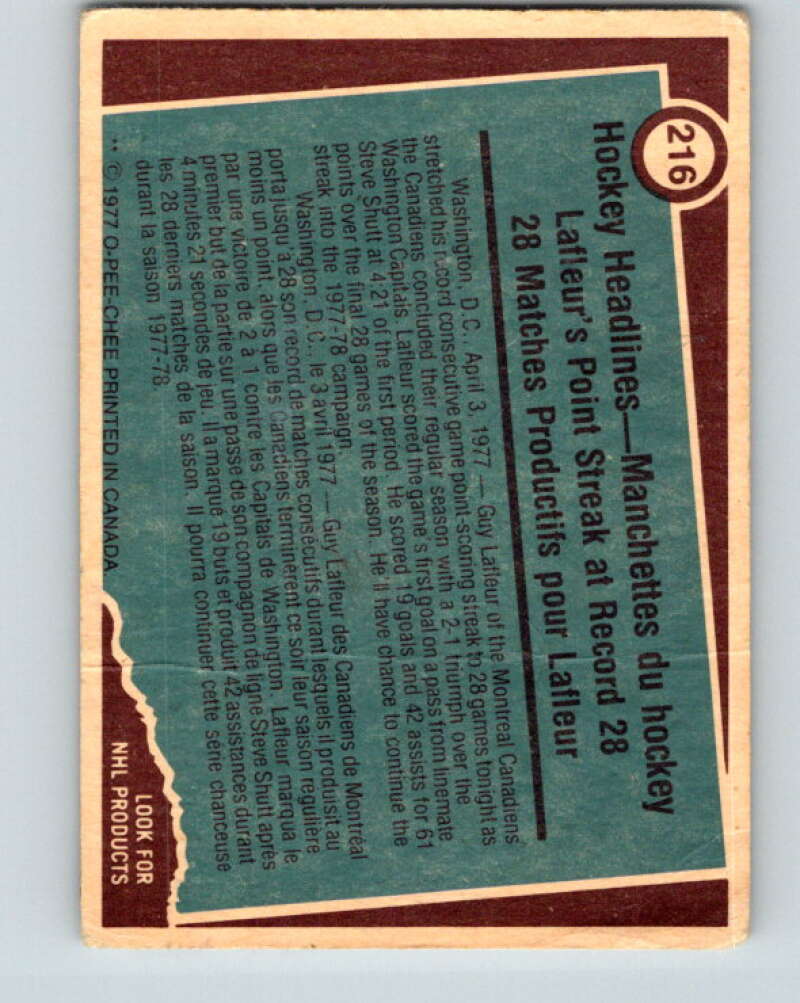 216
Hockey Headlines—Manchettes du hockey
Lafleur's Point Streak at Record 28
28 Matches Productifs pour Lafleur
Washington, D.C., April 3, 1977 — Guy Lafleur of the Montreal Canadiens
stretched his record consecutive game point-scoring streak to 28 games tonight as
the Canadiens concluded their regular season with a 2-1 triumph over the
Washington Capitals. Lafleur scored the game's first goal on a pass from linemate
Steve Shutt at 4:21 of the first period. He scored 19 goals and 42 assists for 61
points over the final 28 games of the season. He'll have chance to continue the
streak into the 1977-78 campaign.
Washington, D.C., le 3 avril 1977 — Guy Lafleur des Canadiens de Montréal
porta jusqu'à 28 son record de matches consécutifs durant lesquels il produisit au
moins un point, alors que les Canadiens terminèrent ce soir leur saison régulière
par une victoire de 2 à 1 contre les Capitals de Washington. Lafleur marqua le
premier but de la partie sur une passe de son compagnon de ligne Steve Shutt après
4 minutes 21 secondes de jeu. Il a marqué 19 buts et produit 42 assistances durant
les 28 derniers matches de la saison. Il pourra continuer cette série chanceuse
durant la saison 1977-78.
** © 1977 O-PEE-CHEE PRINTED IN CANADA
LOOK FOR
NHL PRODUCTS